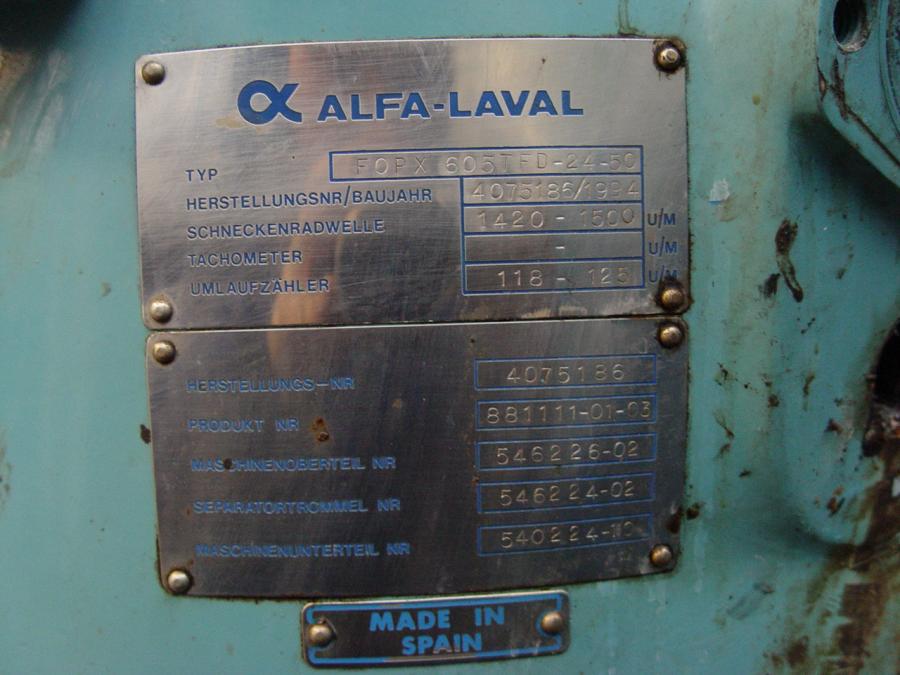 α ALFA-LAVAL
TYP FOPX 605TFD-24-50
HERSTELLUNGSNR/BAUJAHR 4075186/1994
SCHNECKENRADWELLE 1420 - 1500 U/M
TACHOMETER - U/M
UMLAUFZÄHLER 118 - 125 U/M
HERSTELLUNGS-NR 4075186
PRODUKT NR 881111-01-03
MASCHINENOBERTEIL NR 546226-02
SEPARATORTROMMEL NR 546224-02
MASCHINENUNTERTEIL NR
MADE IN
SPAIN